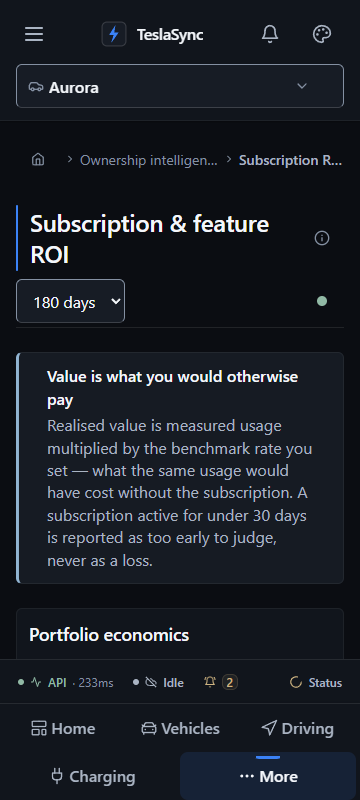 TeslaSync
Aurora
Ownership intelligen... > Subscription R...
Subscription & feature
ROI
180 days
Value is what you would otherwise
pay
Realised value is measured usage
multiplied by the benchmark rate you
set — what the same usage would
have cost without the subscription. A
subscription active for under 30 days
is reported as too early to judge,
never as a loss.
Portfolio economics
API · 233ms Idle 2 Status
Home Vehicles Driving
Charging More